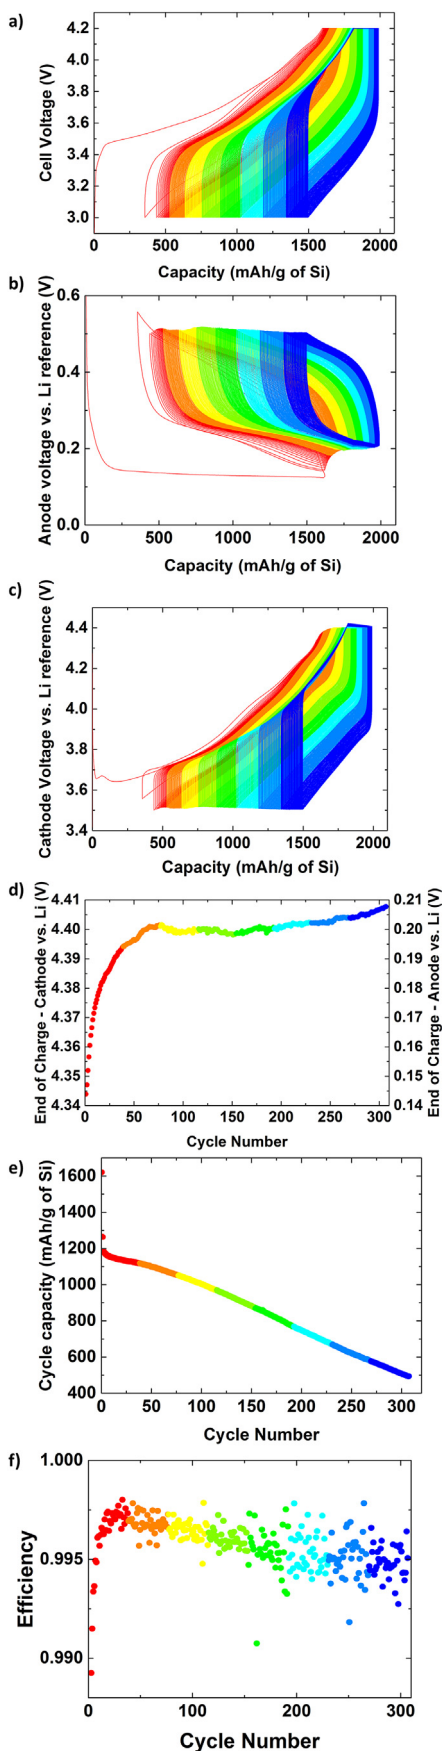 a)
Cell Voltage (V)
4.2
4.0
3.8
3.6
3.4
3.2
3.0
0 500 1000 1500 2000
Capacity (mAh/g of Si)
b)
Anode voltage vs. Li reference (V)
0.6
0.4
0.2
0.0
0 500 1000 1500 2000
Capacity (mAh/g of Si)
c)
Cathode Voltage vs. Li reference (V)
4.4
4.2
4.0
3.8
3.6
3.4
0 500 1000 1500 2000
Capacity (mAh/g of Si)
d)
End of Charge - Cathode vs. Li (V)
4.41
4.40
4.39
4.38
4.37
4.36
4.35
4.34
0.21
0.20
0.19
0.18
0.17
0.16
0.15
0.14
End of Charge - Anode vs. Li (V)
0 50 100 150 200 250 300
Cycle Number
e)
Cycle capacity (mAh/g of Si)
1600
1400
1200
1000
800
600
400
0 50 100 150 200 250 300
Cycle Number
f)
Efficiency
1.000
0.995
0.990
0 100 200 300
Cycle Number